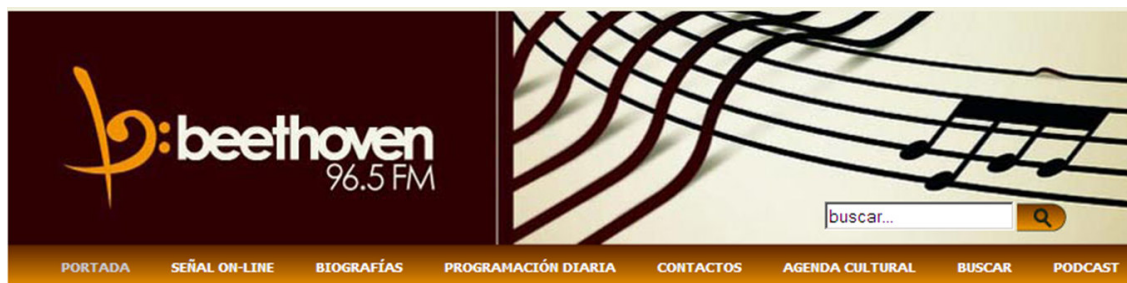 beethoven
96.5 FM
buscar...
PORTADA SEÑAL ON-LINE BIOGRAFÍAS PROGRAMACIÓN DIARIA CONTACTOS AGENDA CULTURAL BUSCAR PODCAST